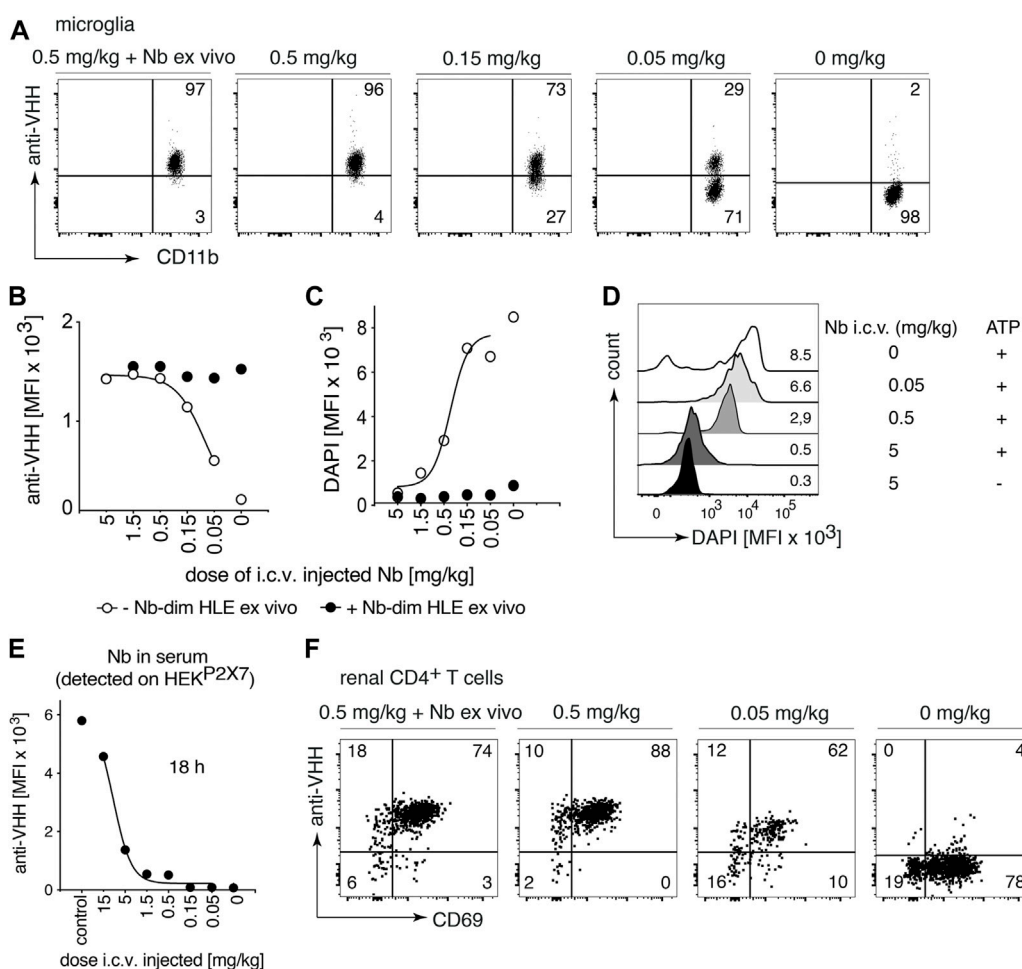 A
microglia
0.5 mg/kg + Nb ex vivo
0.5 mg/kg
0.15 mg/kg
0.05 mg/kg
0 mg/kg
97
96
73
29
2
3
4
27
71
98
anti-VHH
CD11b
B
anti-VHH [MFI x 10³]
2
1
0
5
1.5
0.5
0.15
0.05
0
C
DAPI [MFI x 10³]
8
6
4
2
0
5
1.5
0.5
0.15
0.05
0
dose of i.c.v. injected Nb [mg/kg]
- Nb-dim HLE ex vivo
+ Nb-dim HLE ex vivo
D
count
Nb i.c.v. (mg/kg) ATP
8.5 0 +
6.6 0.05 +
2,9 0.5 +
0.5 5 +
0.3 5 -
0 10³ 10⁴ 10⁵
DAPI [MFI x 10³]
E
Nb in serum
(detected on HEKP2X7)
anti-VHH [MFI x 10³]
6
4
2
0
18 h
control
15
5
1.5
0.5
0.15
0.05
0
dose i.c.v. injected [mg/kg]
F
renal CD4⁺ T cells
0.5 mg/kg + Nb ex vivo
0.5 mg/kg
0.05 mg/kg
0 mg/kg
18 74
10 88
12 62
0 4
6 3
2 0
16 10
19 78
anti-VHH
CD69